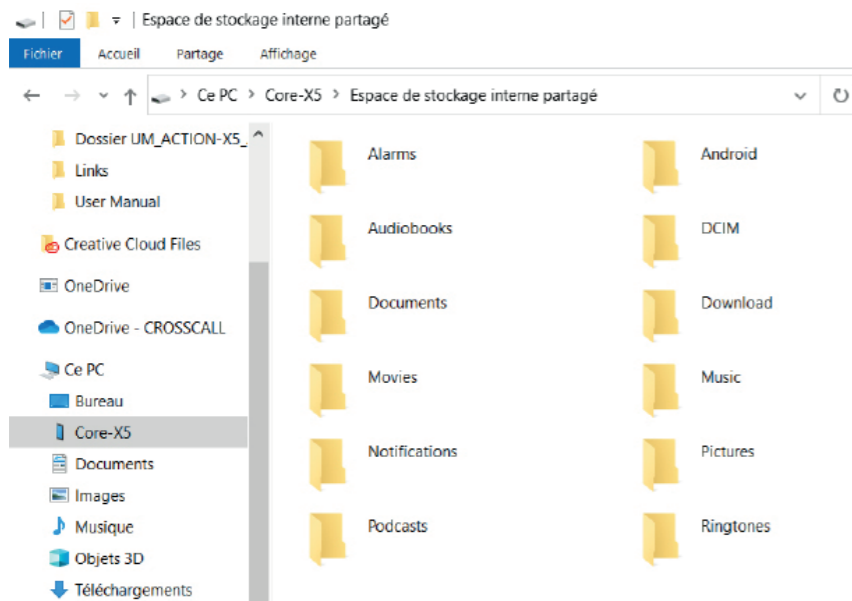 Espace de stockage interne partagé
Fichier Accueil Partage Affichage
Ce PC > Core-X5 > Espace de stockage interne partagé
Dossier UM_ACTION-X5_
Links
User Manual
Creative Cloud Files
OneDrive
OneDrive - CROSSCALL
Ce PC
Bureau
Core-X5
Documents
Images
Musique
Objets 3D
Téléchargements
Alarms Android
Audiobooks DCIM
Documents Download
Movies Music
Notifications Pictures
Podcasts Ringtones